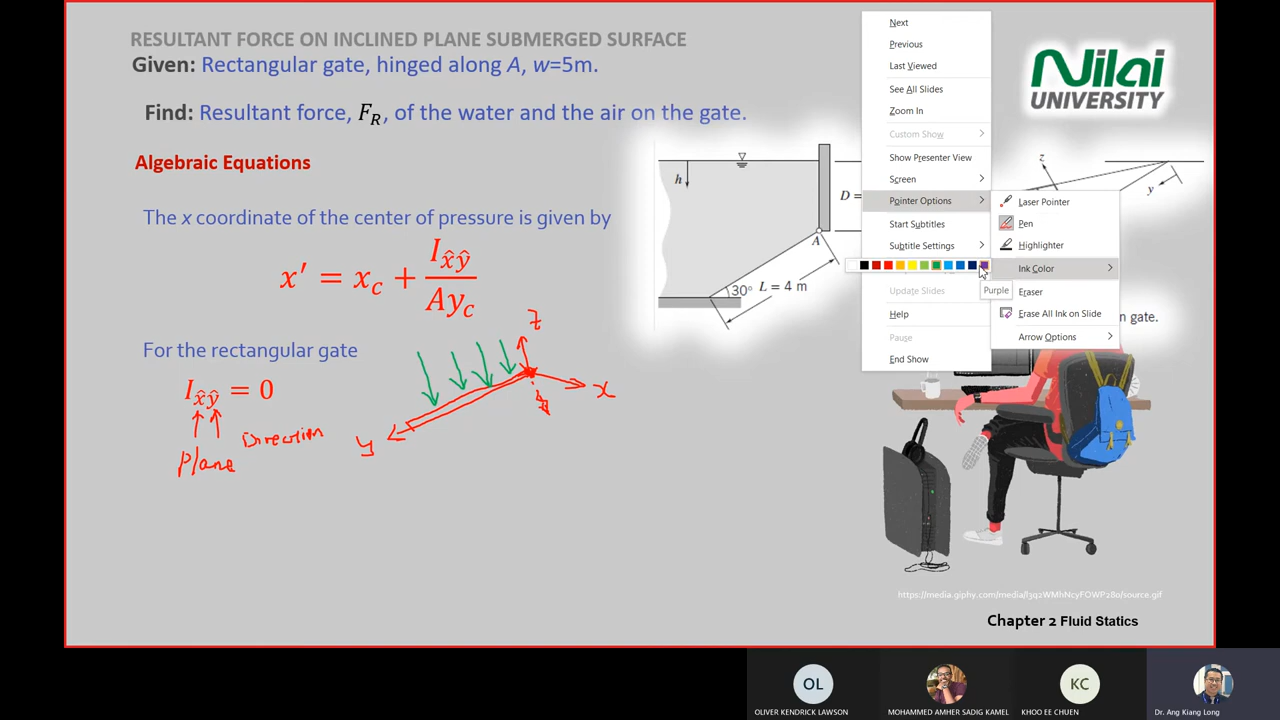 RESULTANT FORCE ON INCLINED PLANE SUBMERGED SURFACE
Given: Rectangular gate, hinged along A, w=5m.
Find: Resultant force, F_R, of the water and the air on the gate.
Algebraic Equations
The x coordinate of the center of pressure is given by
x′ = x_c + I_x̂ŷ / Ay_c
For the rectangular gate
I_x̂ŷ = 0
Plane
Direction
z
x
y
h
D =
A
30°
L = 4 m
z
y
n gate.
Nilai
UNIVERSITY
Next
Previous
Last Viewed
See All Slides
Zoom In
Custom Show
Show Presenter View
Screen
Pointer Options
Start Subtitles
Subtitle Settings
Update Slides
Help
Pause
End Show
Laser Pointer
Pen
Highlighter
Ink Color
Eraser
Erase All Ink on Slide
Arrow Options
Purple
https://media.giphy.com/media/l3q2WMhNcyFOWP28o/source.gif
Chapter 2 Fluid Statics
OL
OLIVER KENDRICK LAWSON
MOHAMMED AMHER SADIG KAMEL
KC
KHOO EE CHUEN
Dr. Ang Kiang Long